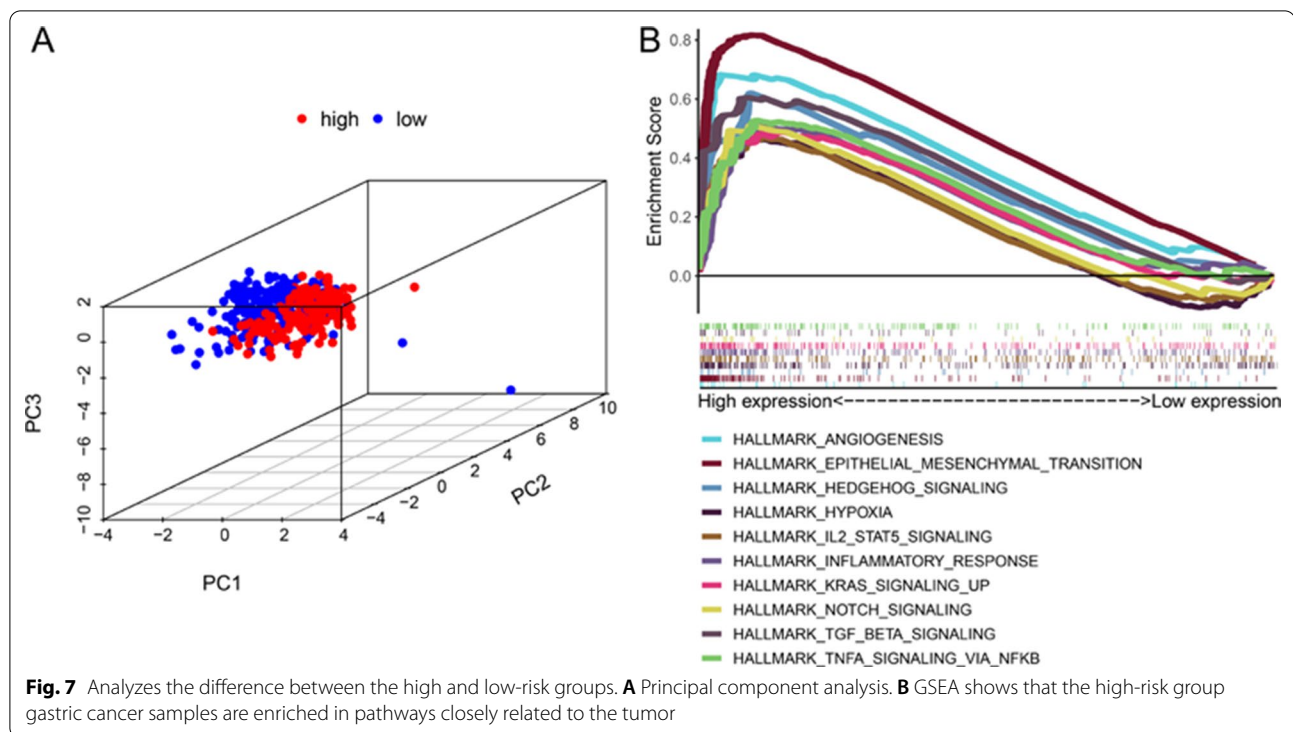 A
high low
2
0
−2
−4
−6
−8
−10
PC3
−4 −2 0 2 4
PC1
−4
−2
0
2
4
6
8
10
PC2
B
0.8
0.6
0.4
0.2
0.0
Enrichment Score
High expression<---------------------------->Low expression
HALLMARK_ANGIOGENESIS
HALLMARK_EPITHELIAL_MESENCHYMAL_TRANSITION
HALLMARK_HEDGEHOG_SIGNALING
HALLMARK_HYPOXIA
HALLMARK_IL2_STAT5_SIGNALING
HALLMARK_INFLAMMATORY_RESPONSE
HALLMARK_KRAS_SIGNALING_UP
HALLMARK_NOTCH_SIGNALING
HALLMARK_TGF_BETA_SIGNALING
HALLMARK_TNFA_SIGNALING_VIA_NFKB
Fig. 7 Analyzes the difference between the high and low-risk groups. A Principal component analysis. B GSEA shows that the high-risk group
gastric cancer samples are enriched in pathways closely related to the tumor